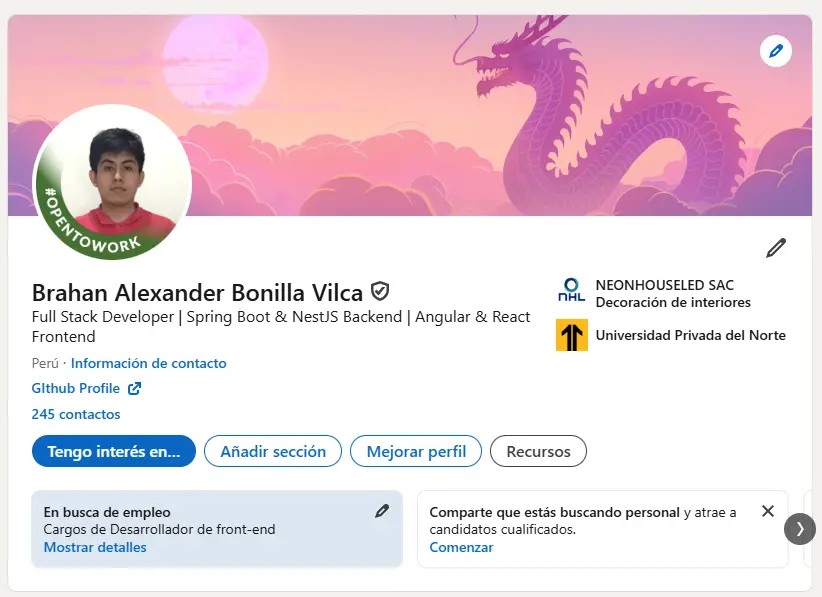 #OPENTOWORK
Brahan Alexander Bonilla Vilca
Full Stack Developer | Spring Boot & NestJS Backend | Angular & React
Frontend
Perú · Información de contacto
GIthub Profile
245 contactos
NHL
NEONHOUSELED SAC
Decoración de interiores
Universidad Privada del Norte
Tengo interés en...
Añadir sección
Mejorar perfil
Recursos
En busca de empleo
Cargos de Desarrollador de front-end
Mostrar detalles
Comparte que estás buscando personal y atrae a
candidatos cualificados.
Comenzar